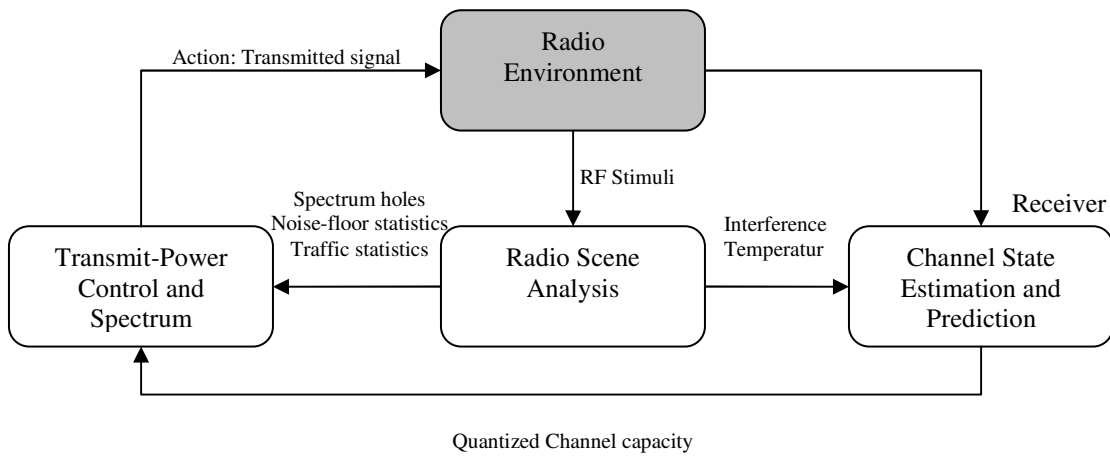 Radio
Environment
Action: Transmitted signal
RF Stimuli
Spectrum holes
Noise-floor statistics
Traffic statistics
Interference
Temperatur
Receiver
Transmit-Power
Control and
Spectrum
Radio Scene
Analysis
Channel State
Estimation and
Prediction
Quantized Channel capacity